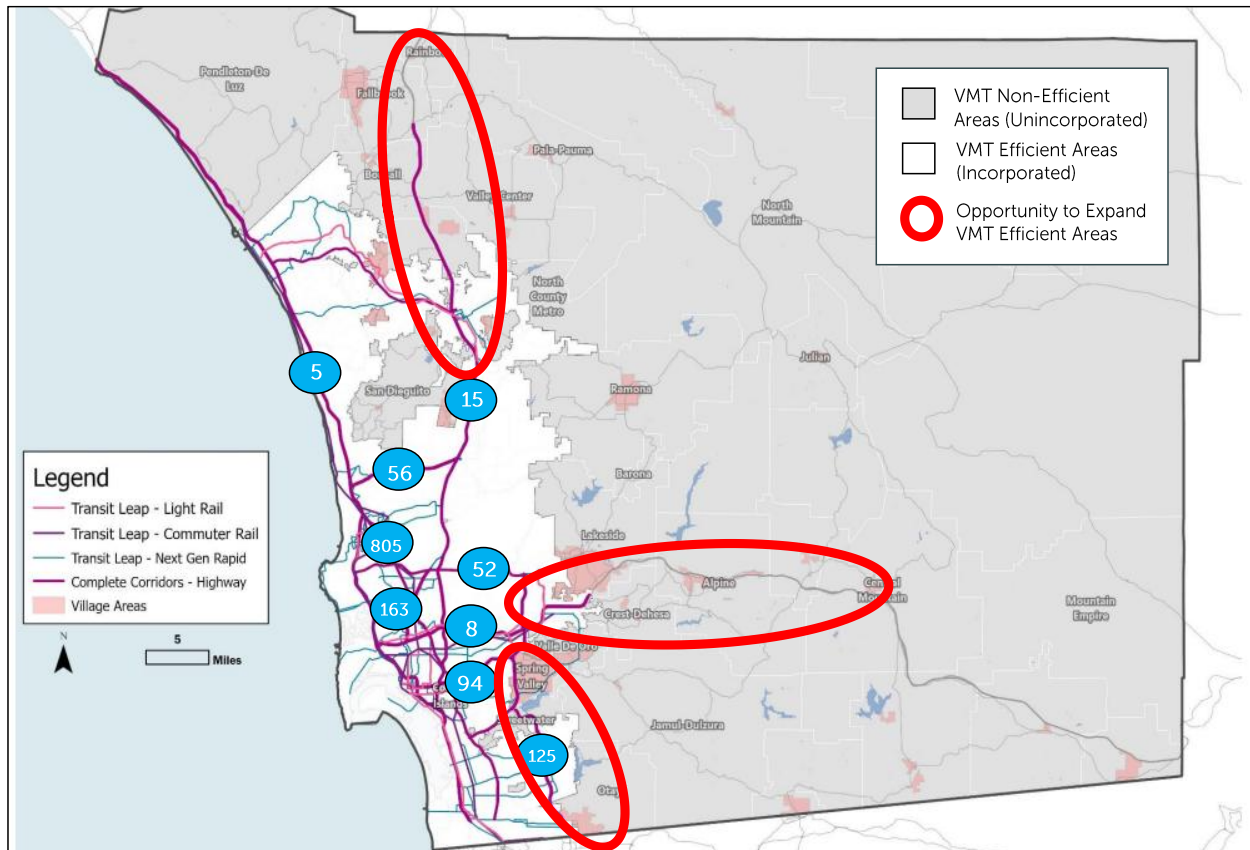 Rainbow
Pendleton-De
Luz
Fallbrook
Pala-Pauma
Bonsall
Valley Center
North
Mountain
North
County
Metro
San Dieguito
Julian
Ramona
Barona
Lakeside
Alpine
Central
Mountain
Crest-Dehesa
Mountain
Empire
Valle De Oro
Spring
Valley
Islands
Sweetwater
Jamul-Dulzura
Otay
5
15
56
805
52
163
8
94
125
VMT Non-Efficient
Areas (Unincorporated)
VMT Efficient Areas
(Incorporated)
Opportunity to Expand
VMT Efficient Areas
Legend
Transit Leap - Light Rail
Transit Leap - Commuter Rail
Transit Leap - Next Gen Rapid
Complete Corridors - Highway
Village Areas
N
5
Miles